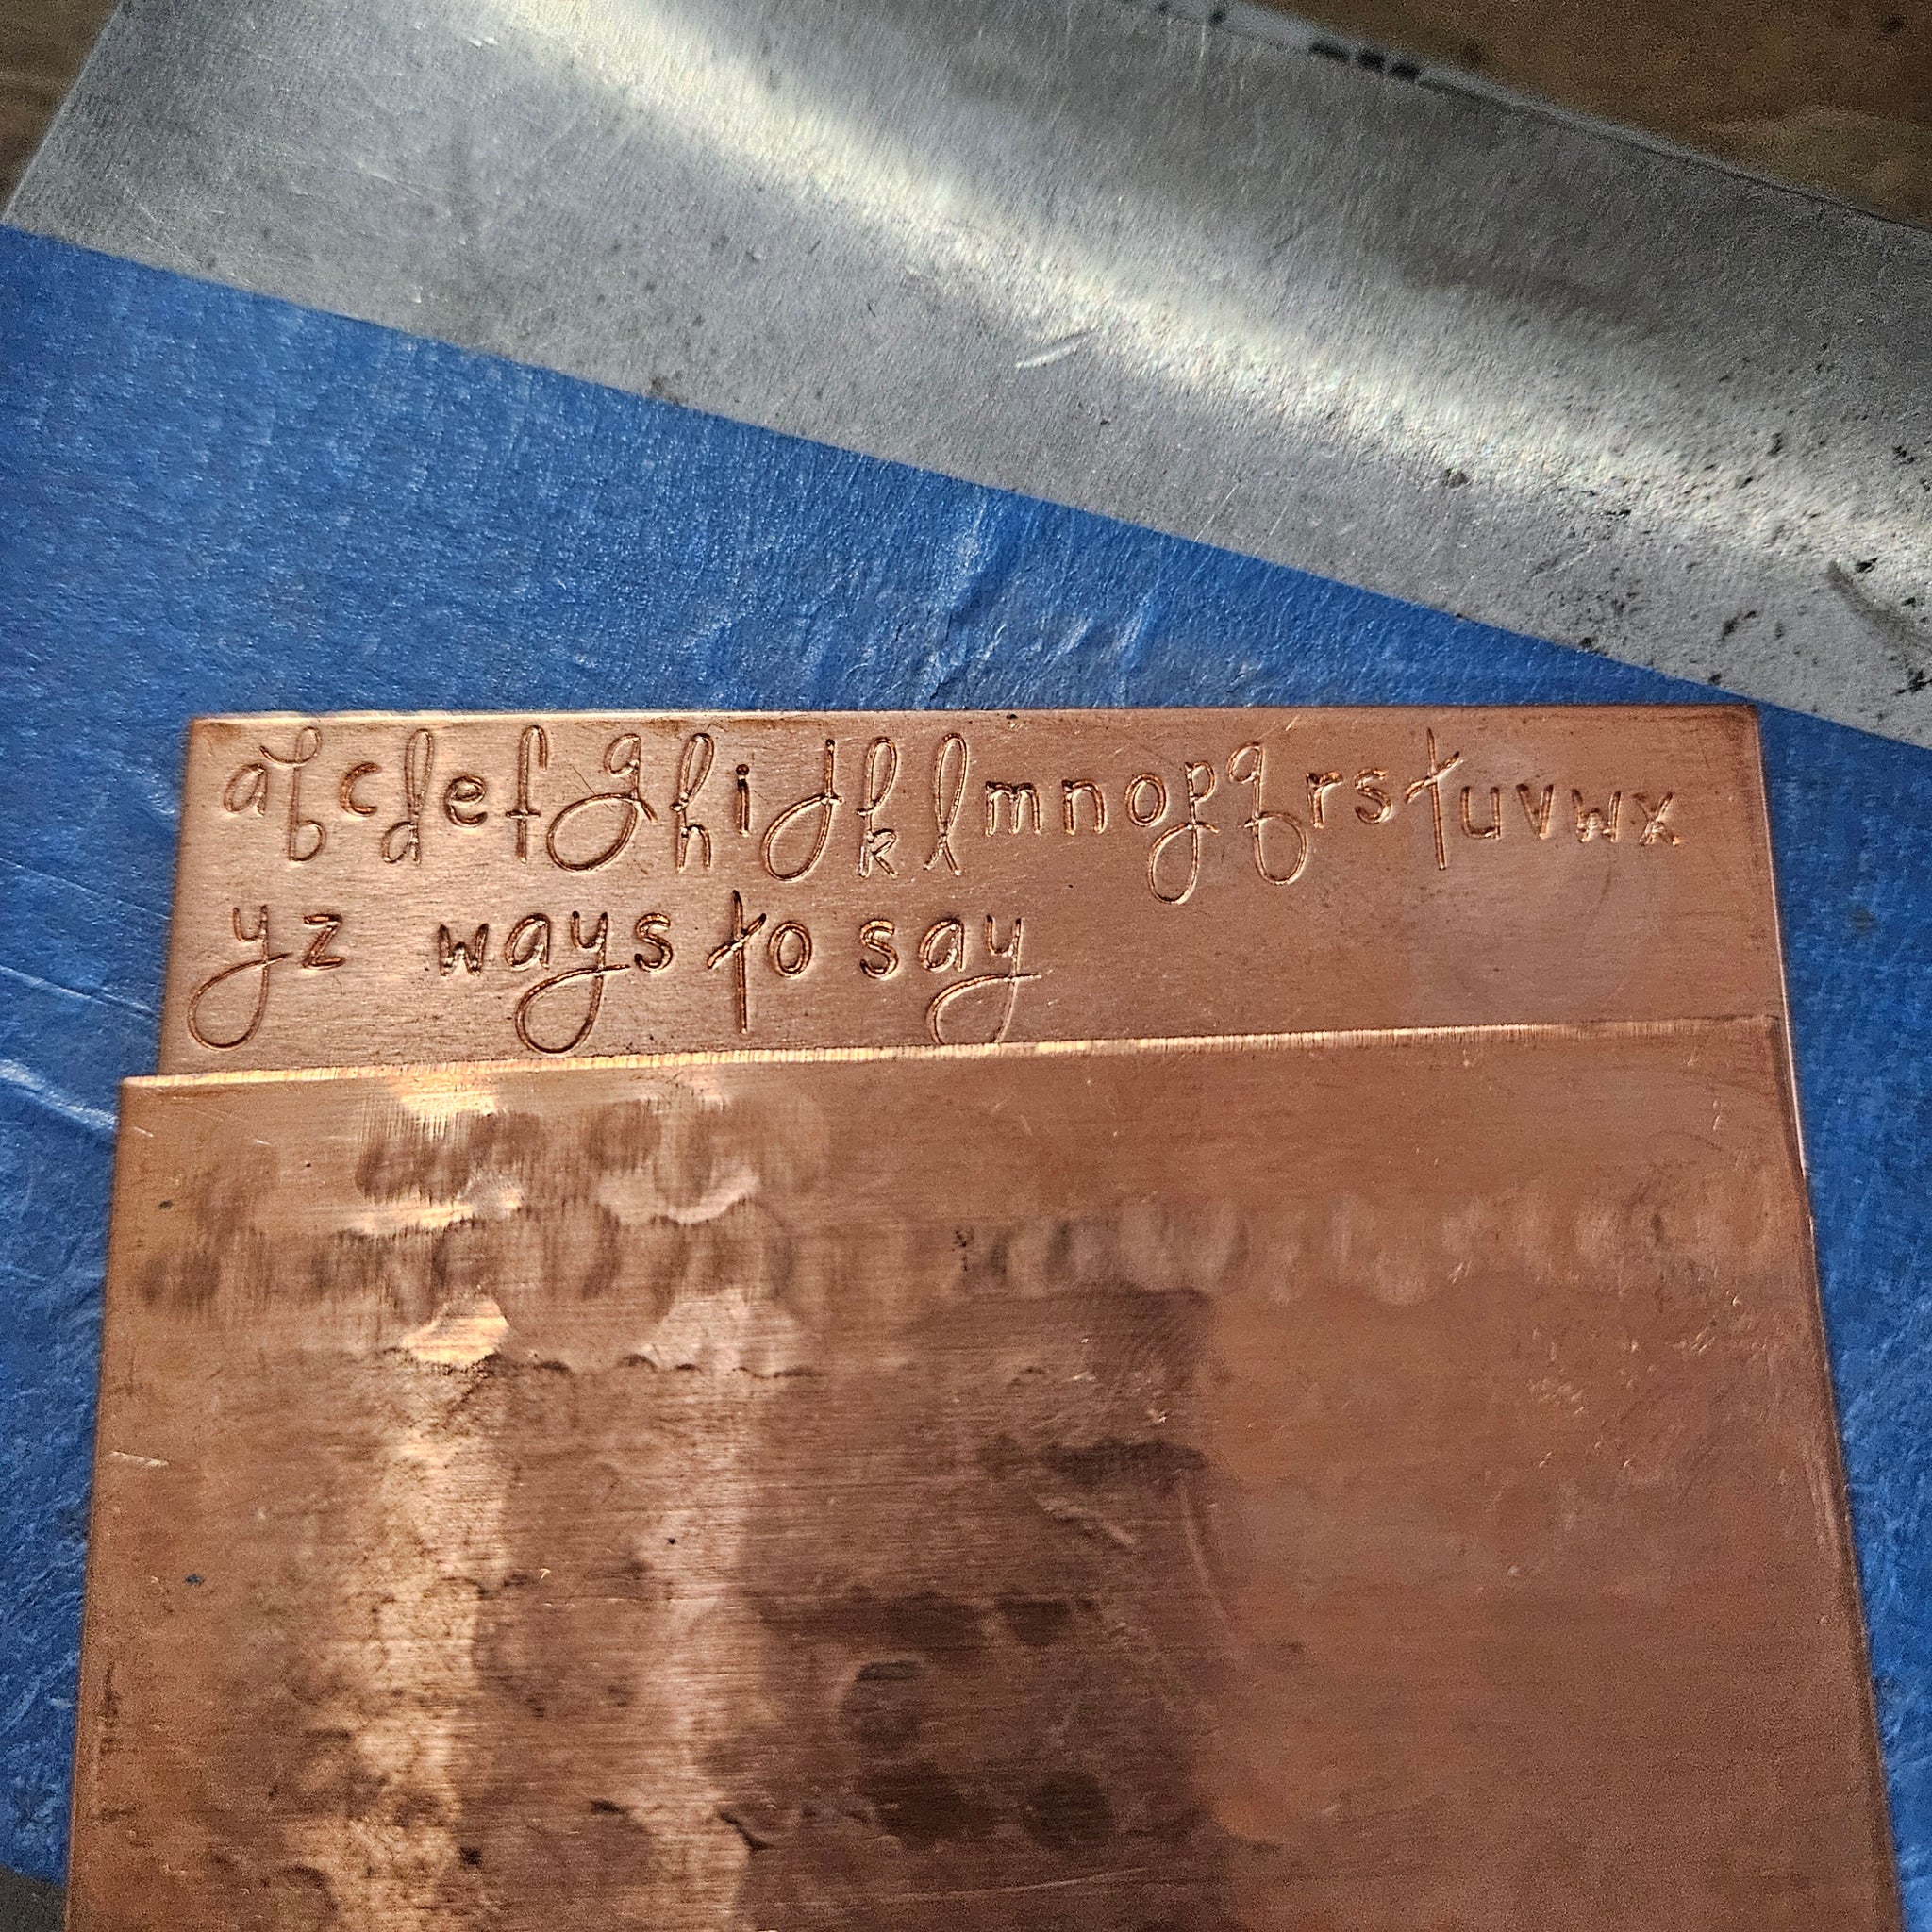 abcdefghijklmnopqrstuvwx
yz ways to say